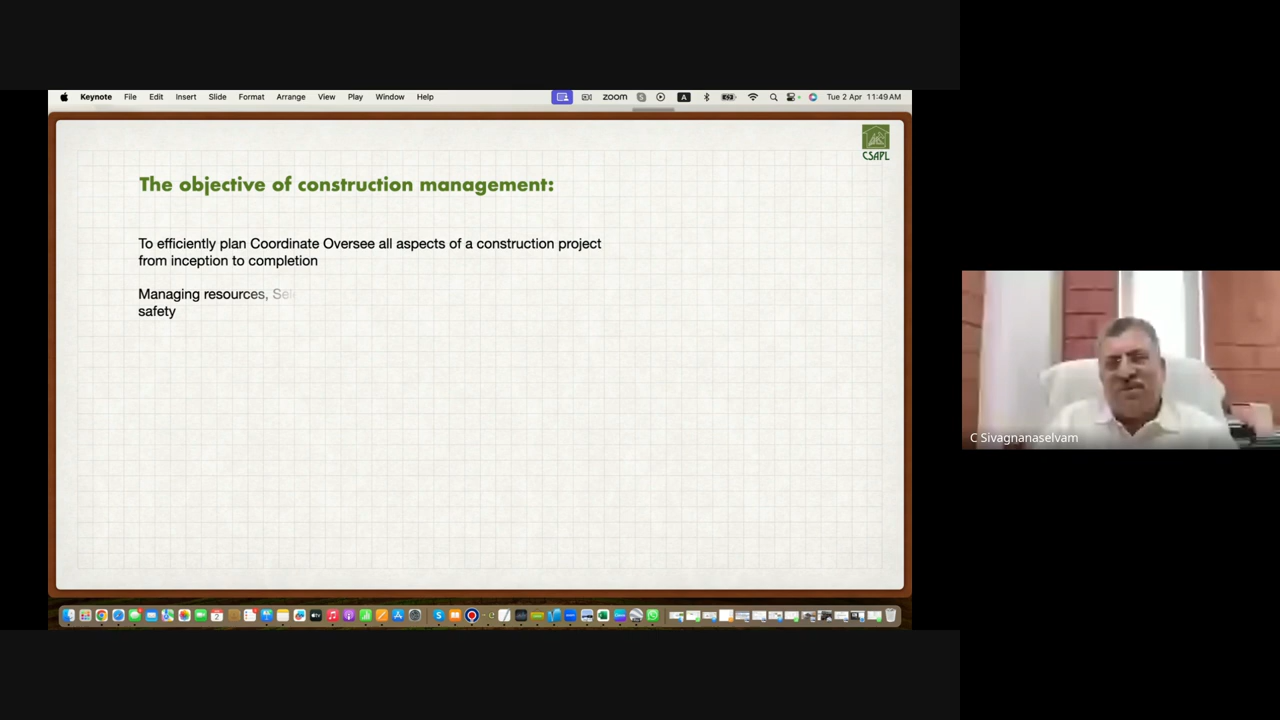 Keynote File Edit Insert Slide Format Arrange View Play Window Help zoom A Tue 2 Apr 11:49 AM
CSAPL
The objective of construction management:
To efficiently plan Coordinate Oversee all aspects of a construction project
from inception to completion
Managing resources, Se
safety
C Sivagnanaselvam